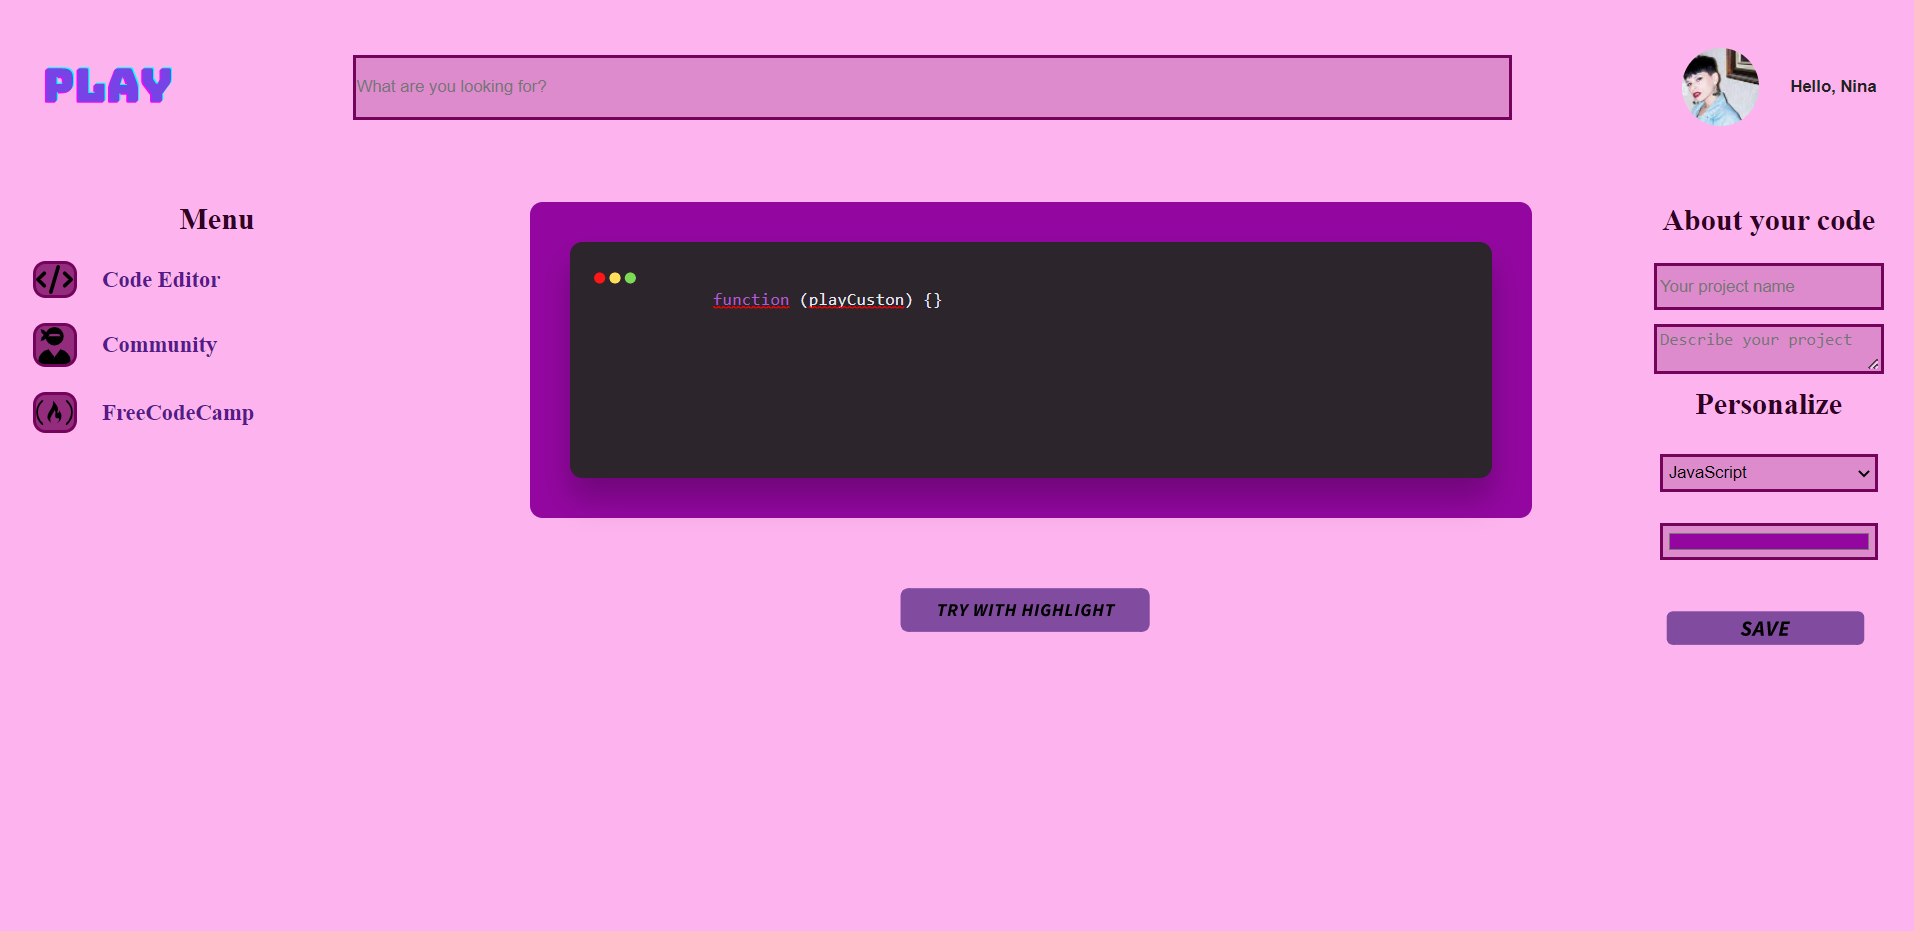 PLAY
What are you looking for?
Hello, Nina
Menu
Code Editor
Community
FreeCodeCamp
function (playCuston) {}
TRY WITH HIGHLIGHT
About your code
Your project name
Describe your project
Personalize
JavaScript
SAVE